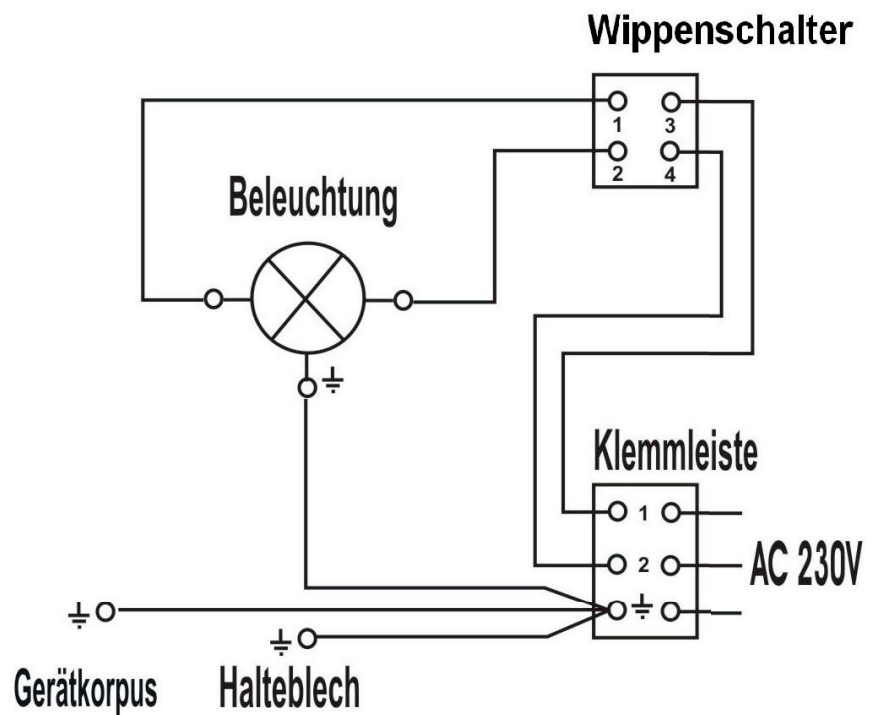 Wippenschalter
1 3
2 4
Beleuchtung
Klemmleiste
1
2
AC 230V
Gerätkorpus
Halteblech